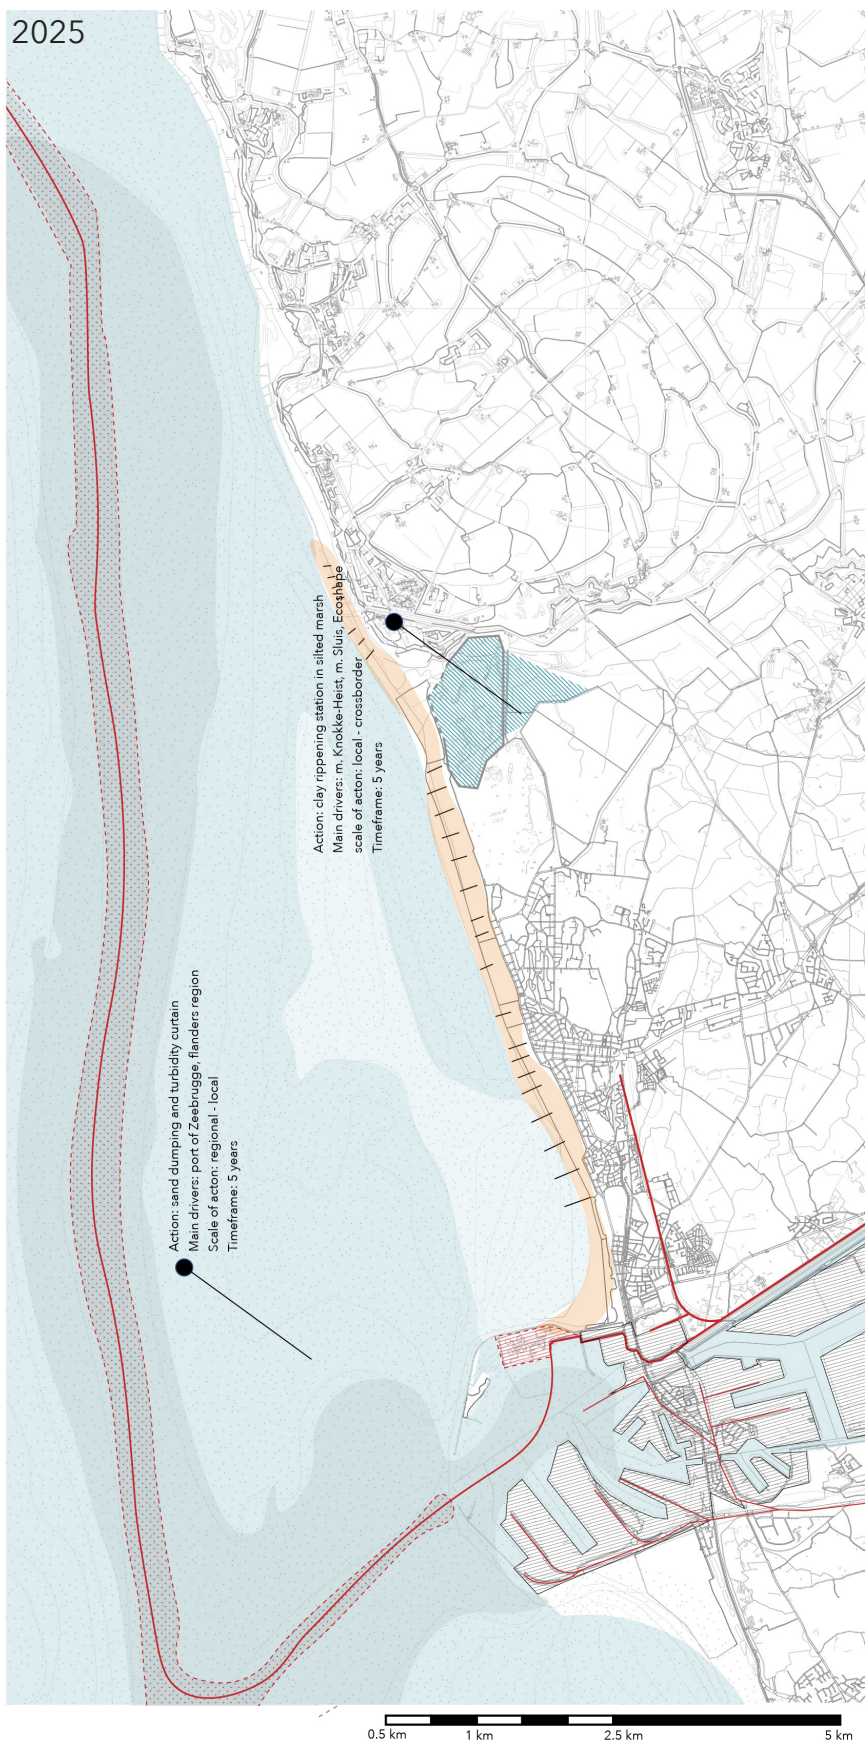 2025
Action: clay rippening station in silted marsh
Main drivers: m. Knokke-Heist, m. Sluis, Ecoshape
scale of acton: local - crossborder
Timeframe: 5 years
Action: sand dumping and turbidity curtain
Main drivers: port of Zeebrugge, flanders region
Scale of acton: regional - local
Timeframe: 5 years
0.5 km 1 km 2.5 km 5 km